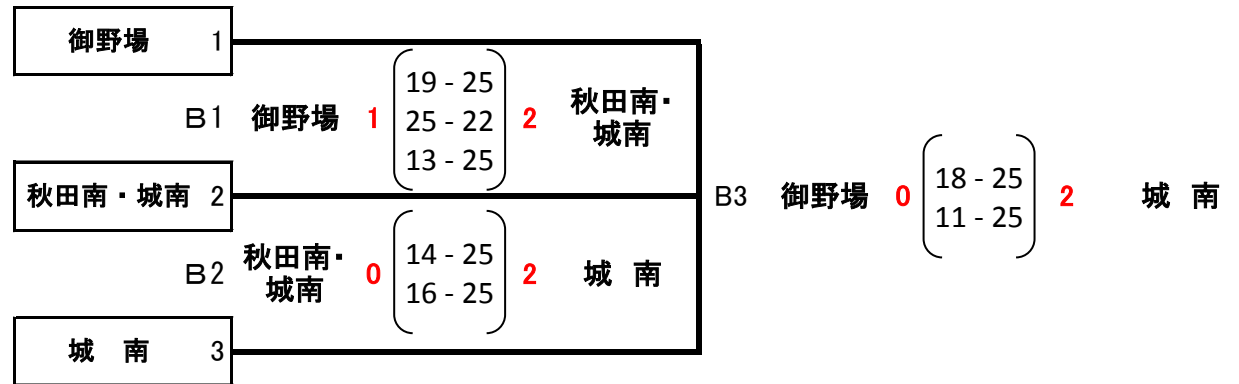 御野場 1
B1 御野場 1 19 - 25 25 - 22 13 - 25 2 秋田南・城南
秋田南・城南 2
B2 秋田南・城南 0 14 - 25 16 - 25 2 城 南
城 南 3
B3 御野場 0 18 - 25 11 - 25 2 城 南